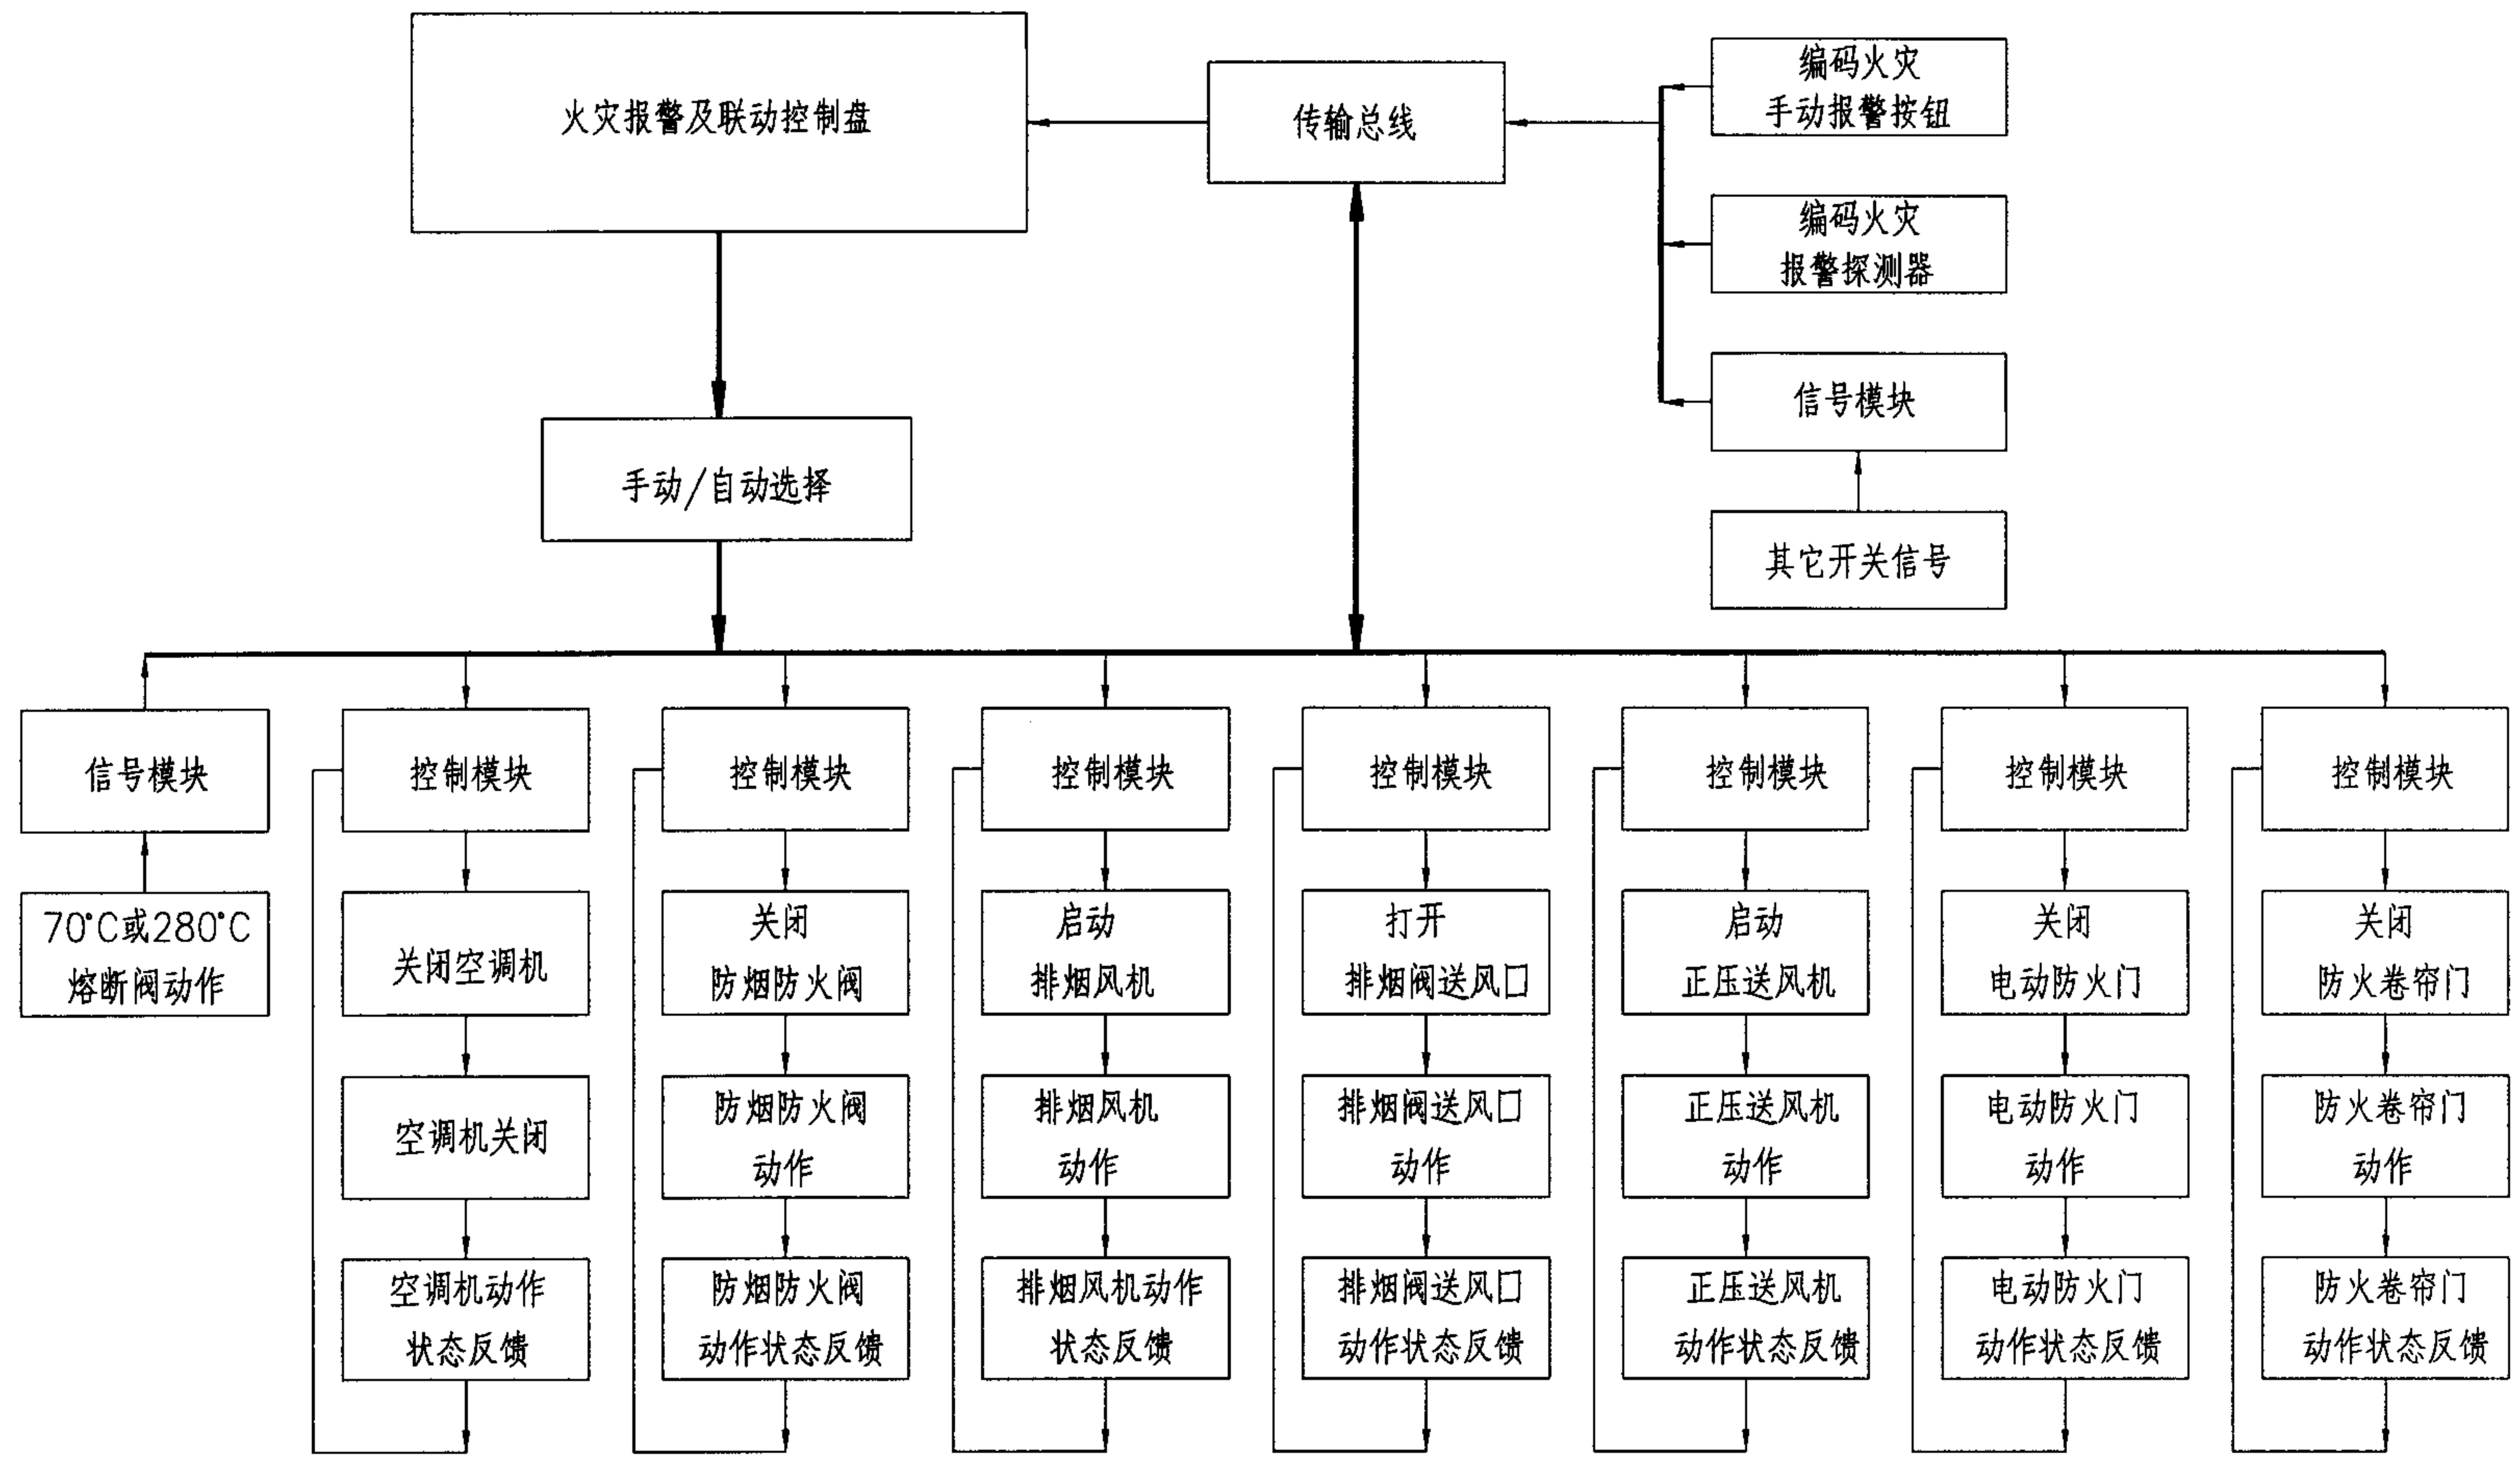 火灾报警及联动控制盘
传输总线
编码火灾
手动报警按钮
编码火灾
报警探测器
信号模块
其它开关信号
手动/自动选择
信号模块
70°C或280°C
熔断阀动作
控制模块
关闭空调机
空调机关闭
空调机动作
状态反馈
控制模块
关闭
防烟防火阀
防烟防火阀
动作
防烟防火阀
动作状态反馈
控制模块
启动
排烟风机
排烟风机
动作
排烟风机动作
状态反馈
控制模块
打开
排烟阀送风口
排烟阀送风口
动作
排烟阀送风口
动作状态反馈
控制模块
启动
正压送风机
正压送风机
动作
正压送风机
动作状态反馈
控制模块
关闭
电动防火门
电动防火门
动作
电动防火门
动作状态反馈
控制模块
关闭
防火卷帘门
防火卷帘门
动作
防火卷帘门
动作状态反馈